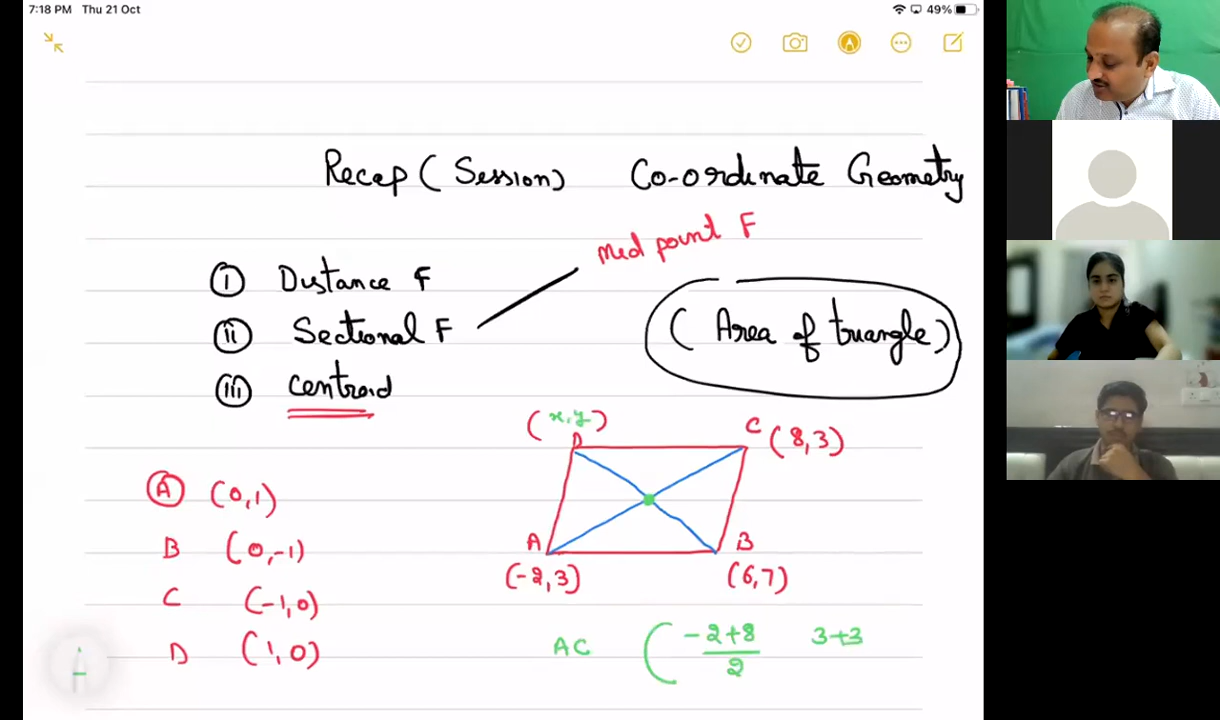 7:18 PM Thu 21 Oct
49%
Recap (Session) Co-ordinate Geometry
mid point F
(i) Distance F
(ii) Sectional F
(Area of triangle)
(iii) centroid
(x,y)
D
C (8,3)
A (0,1)
B (0,-1)
A
B
(-2,3)
(6,7)
C (-1,0)
D (1,0)
AC ( -2+8 3+3
2